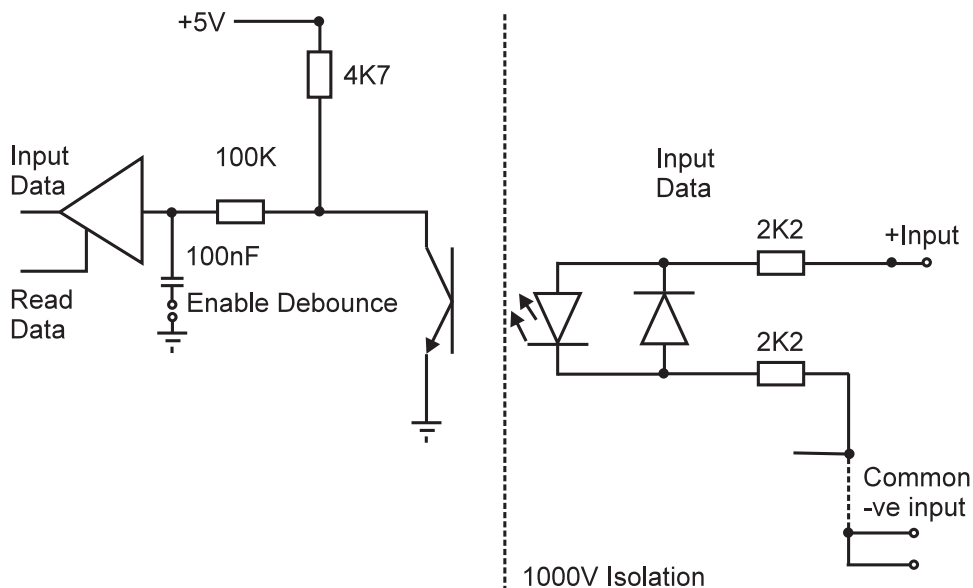 +5V
4K7
100K
Input
Data
Input
Data
2K2
+Input
100nF
Enable Debounce
Read
Data
2K2
Common
-ve input
1000V Isolation